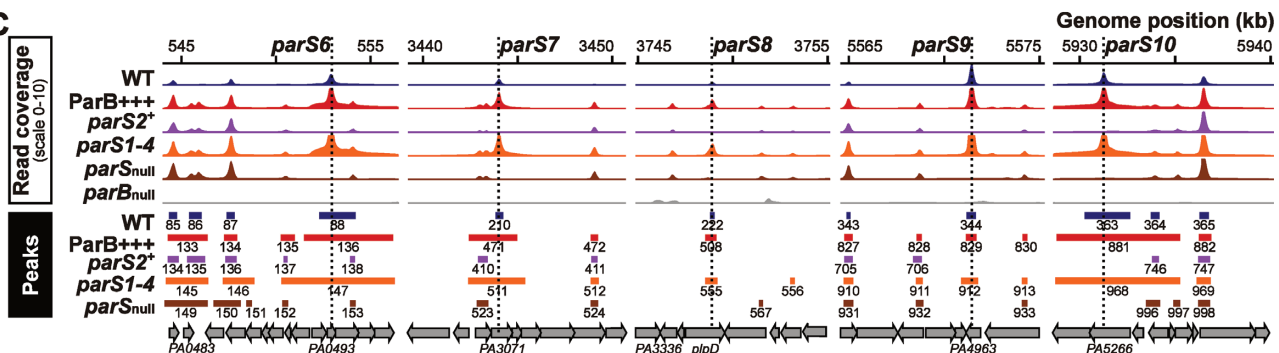 C
Genome position (kb)
545 parS6 555 3440 parS7 3450 3745 parS8 3755 5565 parS9 5575 5930 parS10 5940
Read coverage
(scale 0-10)
WT
ParB+++
parS2+
parS1-4
parSnull
parBnull
Peaks
WT 85 86 87 88 210 222 343 344 363 364 365
ParB+++ 133 134 135 136 471 472 598 827 828 829 830 881 882
parS2+ 134 135 136 137 138 410 411 705 706 746 747
parS1-4 145 146 147 511 512 555 556 910 911 912 913 968 969
parSnull 149 150 151 152 153 523 524 567 931 932 933 996 997 998
PA0483 PA0493 PA3071 PA3336 plpD PA4963 PA5266